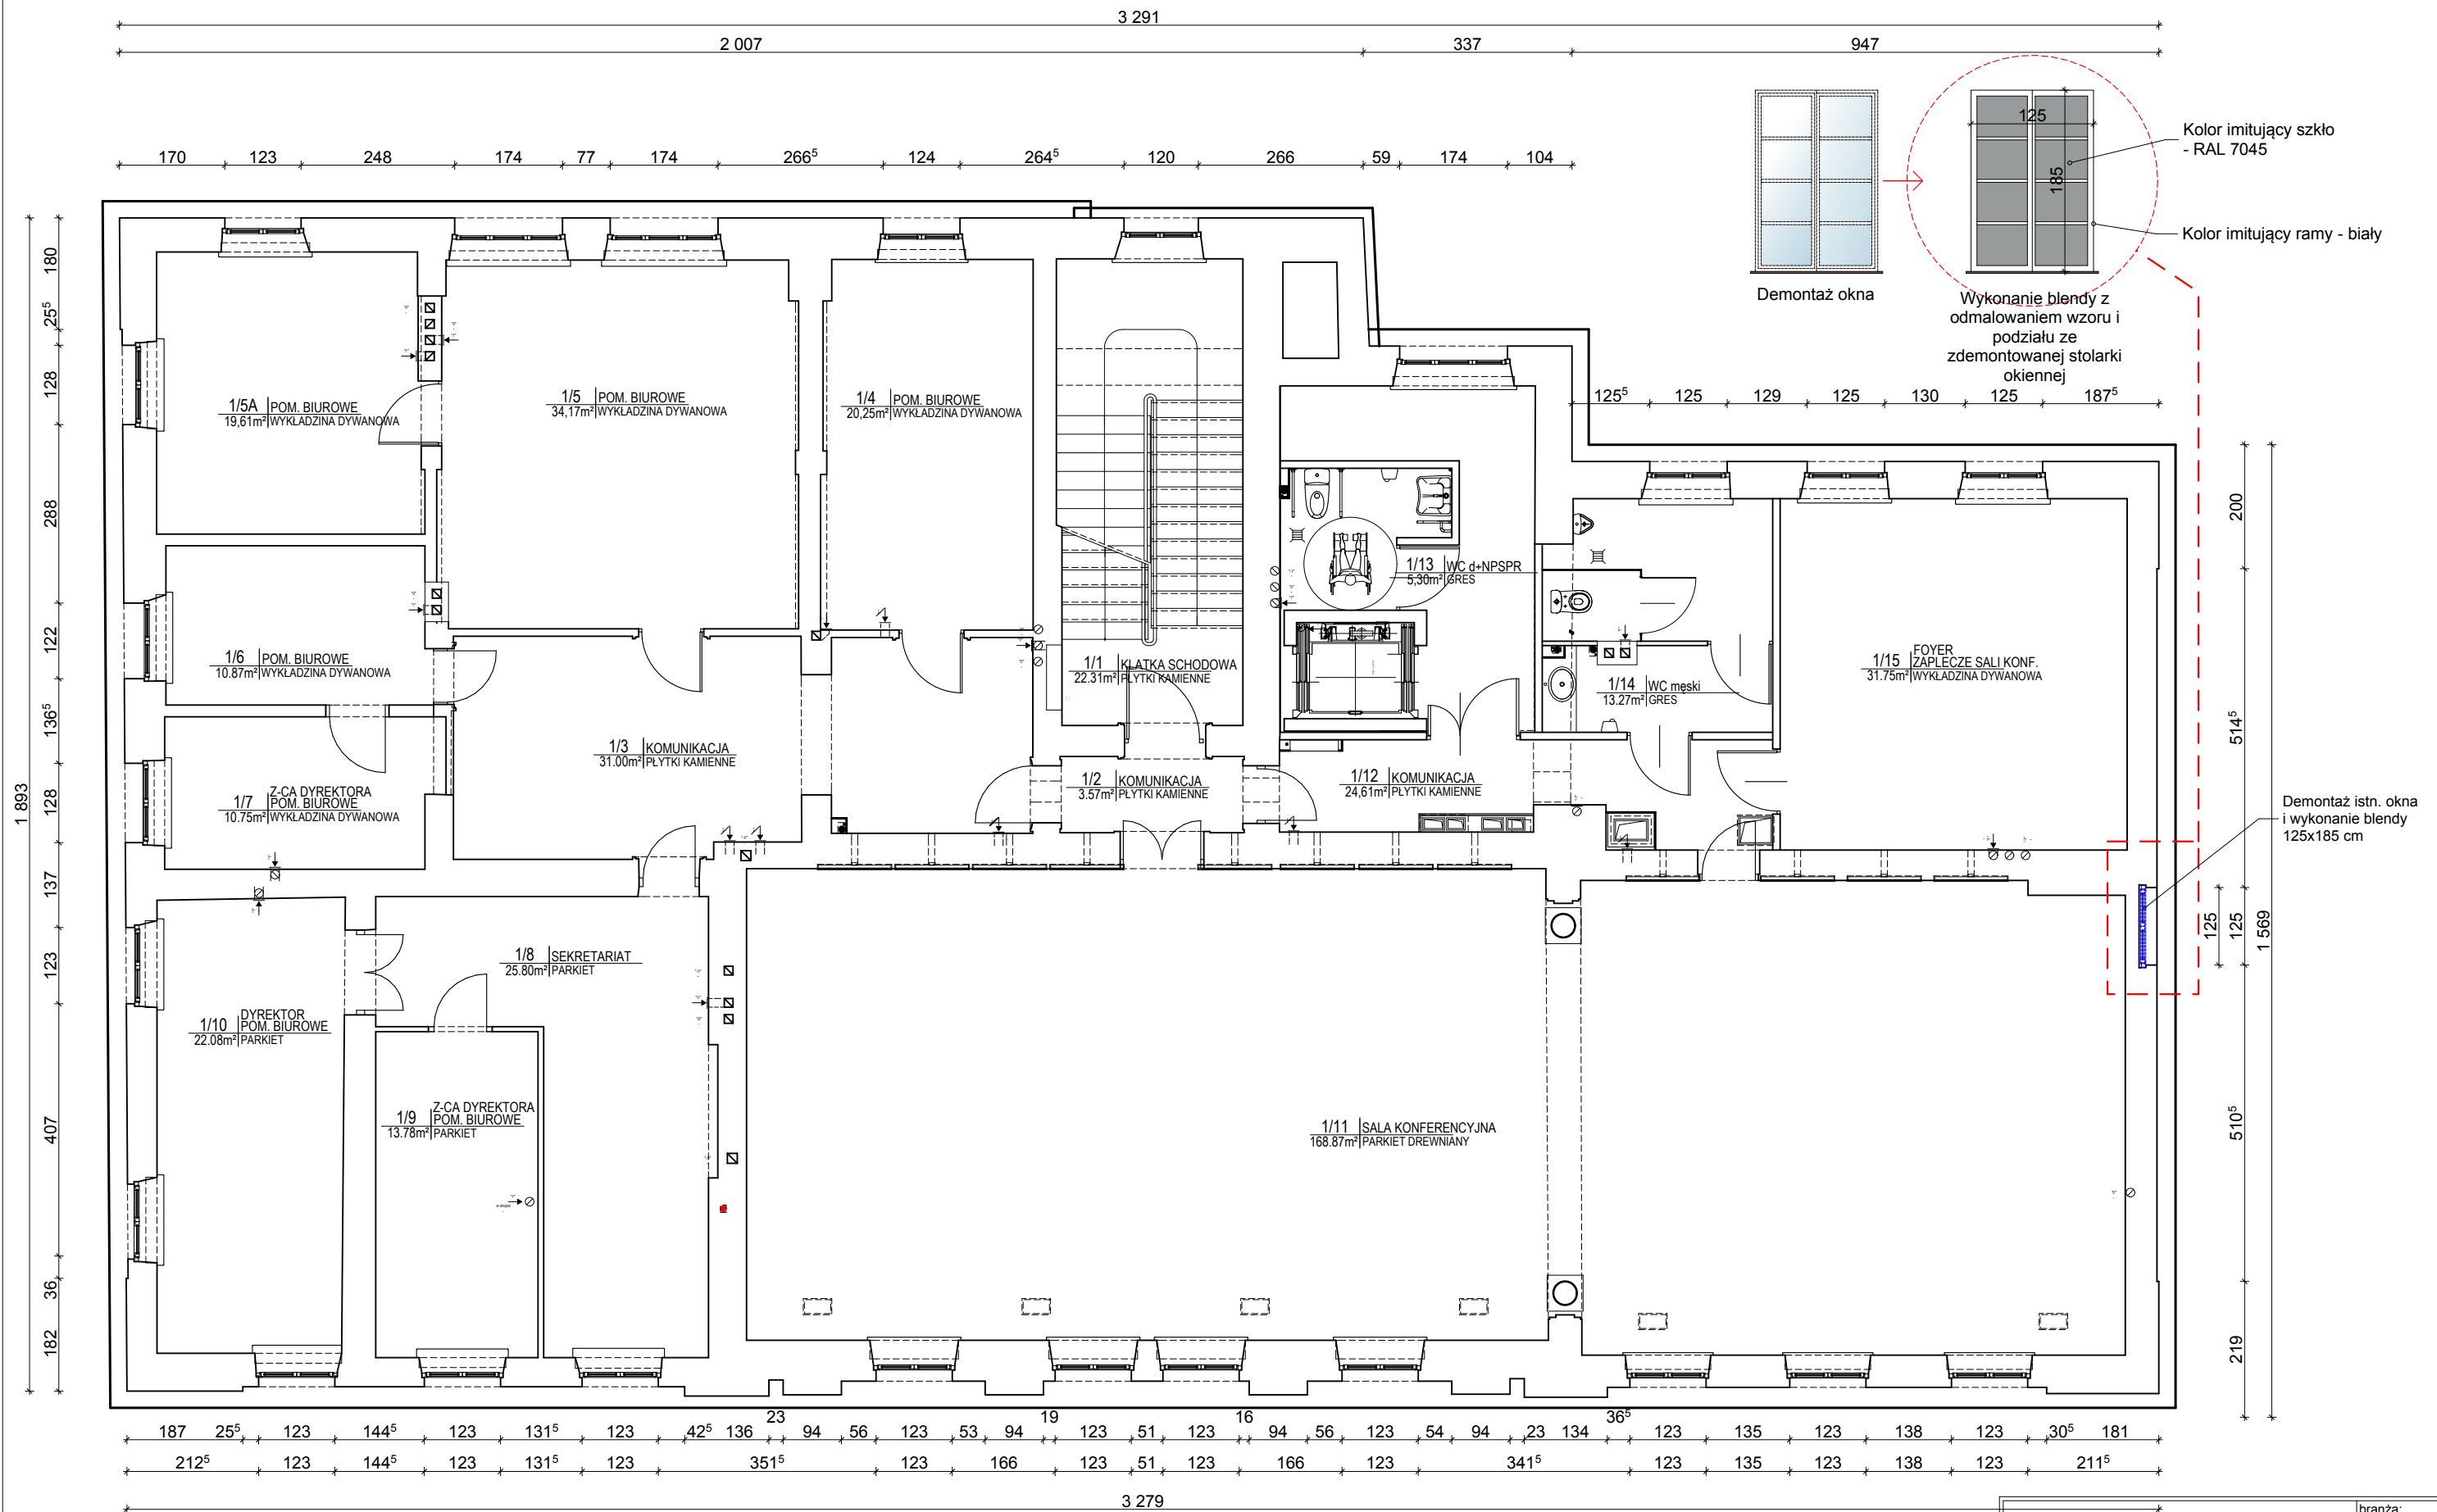 3 291
2 007 337 947
170 123 248 174 77 174 266⁵ 124 264⁵ 120 266 59 174 104
125
185
Kolor imitujący szkło
- RAL 7045
Kolor imitujący ramy - biały
Demontaż okna
Wykonanie blendy z
odmalowaniem wzoru i
podziału ze
zdemontowanej stolarki
okiennej
125⁵ 125 129 125 130 125 187⁵
1 893
180
25⁵
128
288
122
136⁵
128
137
123
407
36
182
1/5A POM. BIUROWE
19,61m² WYKŁADZINA DYWANOWA
1/5 POM. BIUROWE
34,17m² WYKŁADZINA DYWANOWA
1/4 POM. BIUROWE
20,25m² WYKŁADZINA DYWANOWA
1/13 WC d+NPSPR
5,30m² GRES
1/6 POM. BIUROWE
10.87m² WYKŁADZINA DYWANOWA
1/1 KLATKA SCHODOWA
22.31m² PŁYTKI KAMIENNE
1/14 WC męski
13.27m² GRES
FOYER
1/15 ZAPLECZE SALI KONF.
31.75m² WYKŁADZINA DYWANOWA
1/3 KOMUNIKACJA
31.00m² PŁYTKI KAMIENNE
1/2 KOMUNIKACJA
3.57m² PŁYTKI KAMIENNE
1/12 KOMUNIKACJA
24,61m² PŁYTKI KAMIENNE
Z-CA DYREKTORA
1/7 POM. BIUROWE
10.75m² WYKŁADZINA DYWANOWA
Demontaż istn. okna
i wykonanie blendy
125x185 cm
1/8 SEKRETARIAT
25.80m² PARKIET
DYREKTOR
1/10 POM. BIUROWE
22.08m² PARKIET
Z-CA DYREKTORA
1/9 POM. BIUROWE
13.78m² PARKIET
1/11 SALA KONFERENCYJNA
168.87m² PARKIET DREWNIANY
200
514⁵
125
125
1 569
510⁵
219
23 19 16 36⁵
187 25⁵ 123 144⁵ 123 131⁵ 123 42⁵ 136 94 56 123 53 94 123 51 123 94 56 123 54 94 23 134 123 135 123 138 123 30⁵ 181
212⁵ 123 144⁵ 123 131⁵ 123 351⁵ 123 166 123 51 123 166 123 341⁵ 123 135 123 138 123 211⁵
3 279
branża: